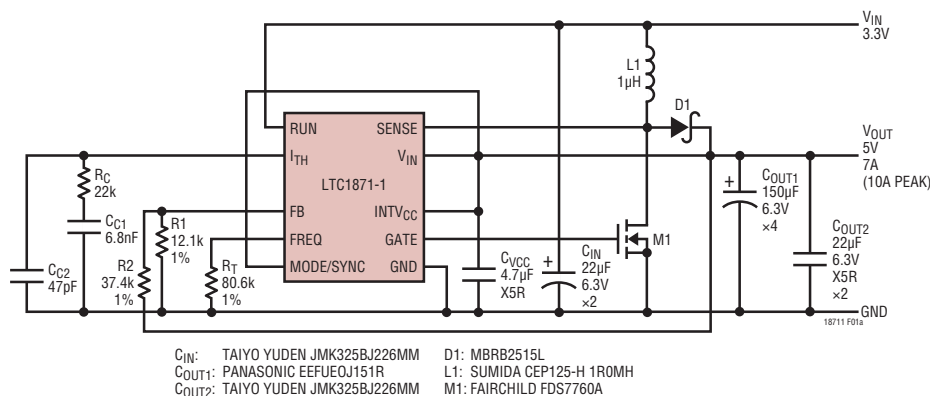 VIN
3.3V
L1
1µH
D1
RUN
SENSE
ITH
VIN
LTC1871-1
FB
INTVCC
FREQ
GATE
MODE/SYNC
GND
RC
22k
CC1
6.8nF
CC2
47pF
R1
12.1k
1%
R2
37.4k
1%
RT
80.6k
1%
CVCC
4.7µF
X5R
+
CIN
22µF
6.3V
×2
M1
VOUT
5V
7A
(10A PEAK)
+
COUT1
150µF
6.3V
×4
COUT2
22µF
6.3V
X5R
×2
GND
18711 F01a
CIN: TAIYO YUDEN JMK325BJ226MM
COUT1: PANASONIC EEFUEOJ151R
COUT2: TAIYO YUDEN JMK325BJ226MM
D1: MBRB2515L
L1: SUMIDA CEP125-H 1R0MH
M1: FAIRCHILD FDS7760A